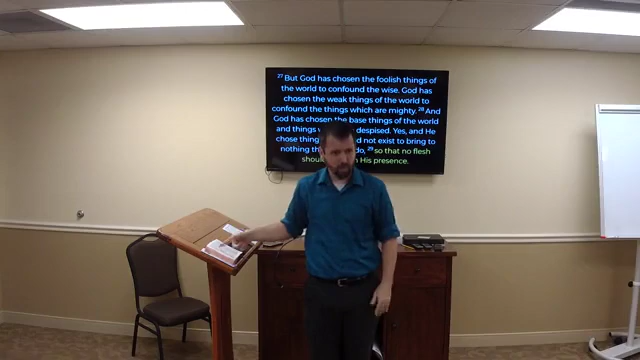 27 But God has chosen the foolish things of
the world to confound the wise. God has
chosen the weak things of the world to
confound the things which are mighty. 28 And
God has chosen the base things of the world
and things despised. Yes, and He
chose not exist to bring to
nothing do, 29 so that no flesh
His presence.